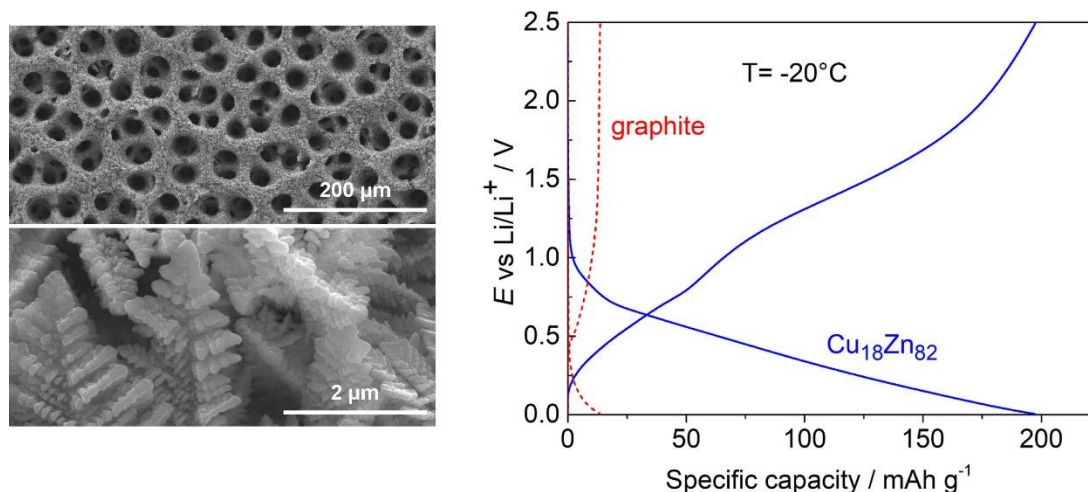 200 µm
2 µm
2.5
2.0
1.5
1.0
0.5
0.0
E vs Li/Li⁺ / V
T= -20°C
graphite
Cu₁₈Zn₈₂
0
50
100
150
200
Specific capacity / mAh g⁻¹